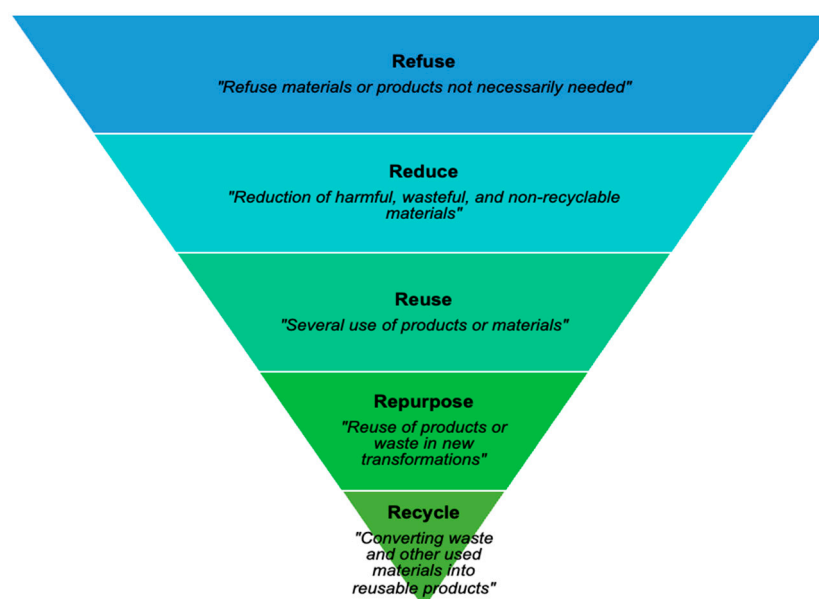 Refuse
"Refuse materials or products not necessarily needed"
Reduce
"Reduction of harmful, wasteful, and non-recyclable
materials"
Reuse
"Several use of products or materials"
Repurpose
"Reuse of products or
waste in new
transformations"
Recycle
"Converting waste
and other used
materials into
reusable products"